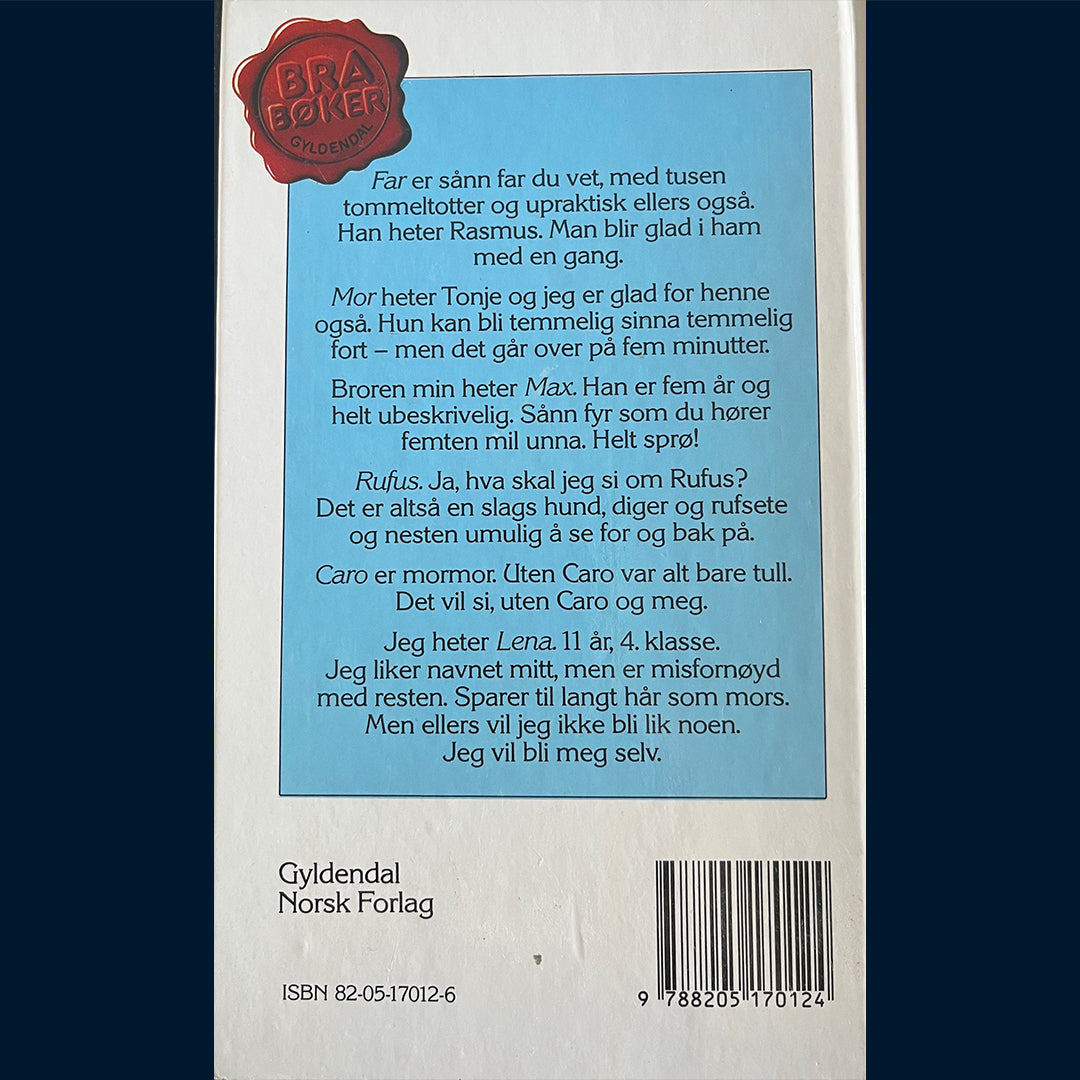 BRA
BØKER
GYLDENDAL
Far er sånn far du vet, med tusen
tommeltotter og upraktisk ellers også.
Han heter Rasmus. Man blir glad i ham
med en gang.
Mor heter Tonje og jeg er glad for henne
også. Hun kan bli temmelig sinna temmelig
fort – men det går over på fem minutter.
Broren min heter Max. Han er fem år og
helt ubeskrivelig. Sånn fyr som du hører
femten mil unna. Helt sprø!
Rufus. Ja, hva skal jeg si om Rufus?
Det er altså en slags hund, diger og rufsete
og nesten umulig å se for og bak på.
Caro er mormor. Uten Caro var alt bare tull.
Det vil si, uten Caro og meg.
Jeg heter Lena. 11 år, 4. klasse.
Jeg liker navnet mitt, men er misfornøyd
med resten. Sparer til langt hår som mors.
Men ellers vil jeg ikke bli lik noen.
Jeg vil bli meg selv.
Gyldendal
Norsk Forlag
ISBN 82-05-17012-6
9 788205 170124